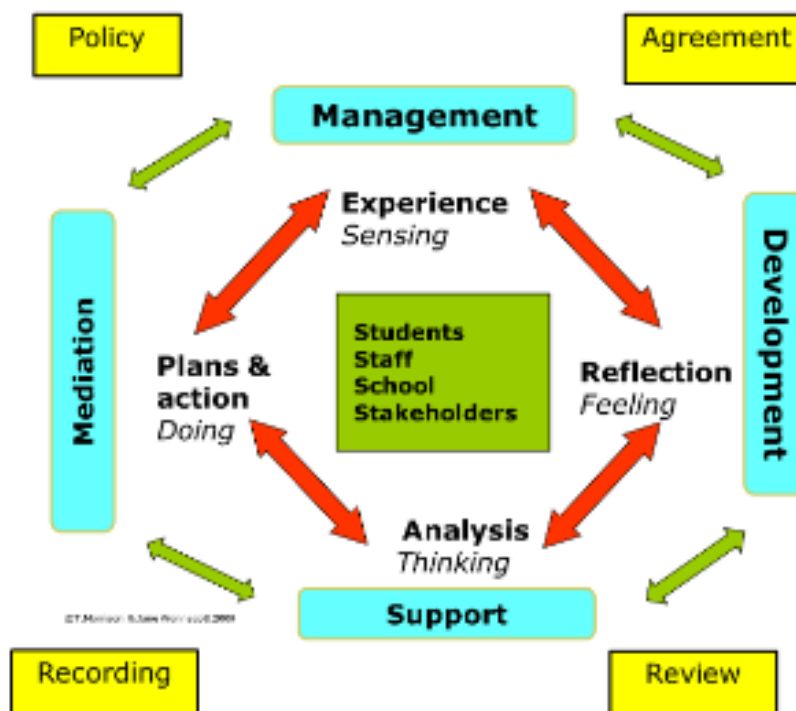 Policy
Agreement
Management
Experience
Sensing
Development
Mediation
Students
Staff
School
Stakeholders
Plans &
action
Doing
Reflection
Feeling
Analysis
Thinking
Support
Recording
Review